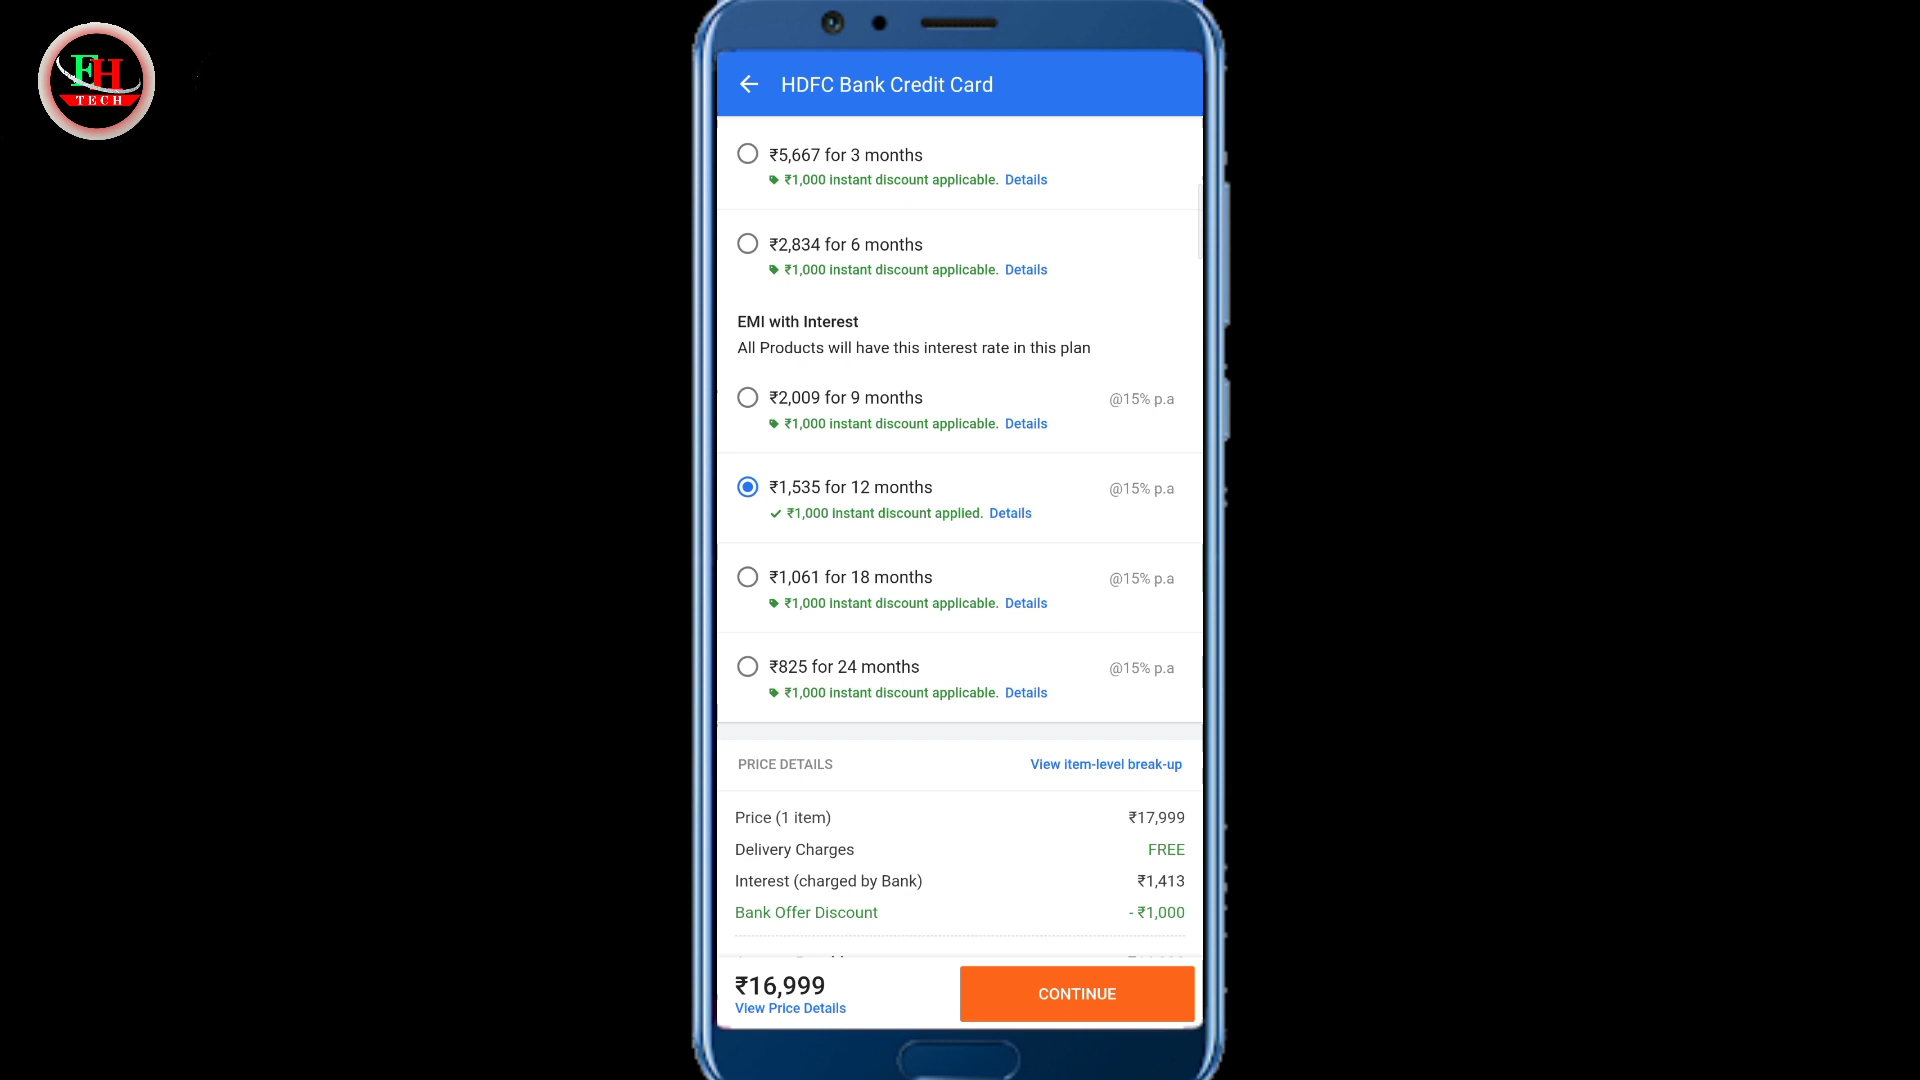 FH
TECH
HDFC Bank Credit Card
₹5,667 for 3 months
₹1,000 instant discount applicable. Details
₹2,834 for 6 months
₹1,000 instant discount applicable. Details
EMI with Interest
All Products will have this interest rate in this plan
₹2,009 for 9 months @15% p.a
₹1,000 instant discount applicable. Details
₹1,535 for 12 months @15% p.a
₹1,000 instant discount applied. Details
₹1,061 for 18 months @15% p.a
₹1,000 instant discount applicable. Details
₹825 for 24 months @15% p.a
₹1,000 instant discount applicable. Details
PRICE DETAILS View item-level break-up
Price (1 item) ₹17,999
Delivery Charges FREE
Interest (charged by Bank) ₹1,413
Bank Offer Discount - ₹1,000
₹16,999
View Price Details
CONTINUE